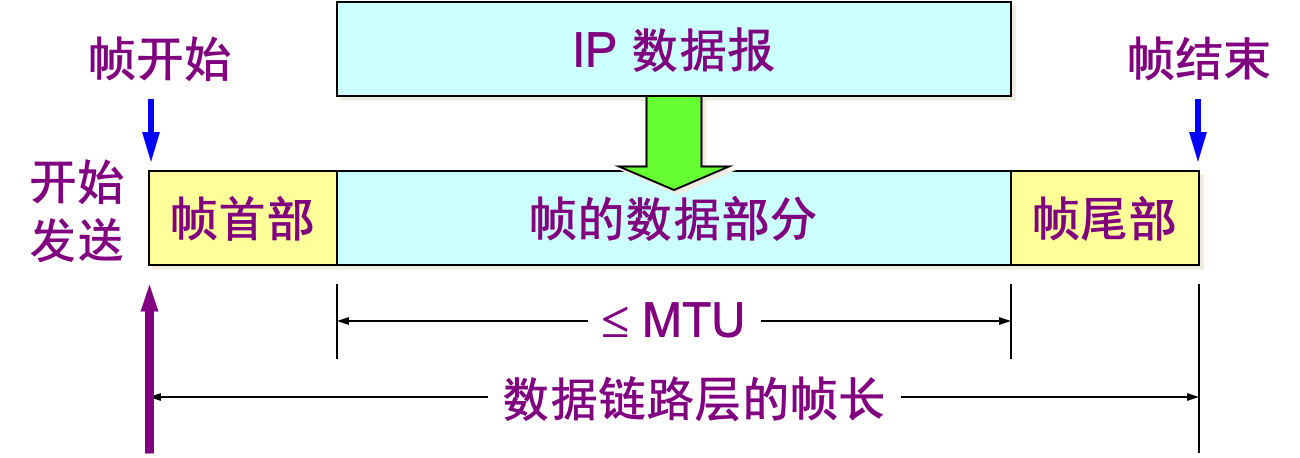 IP 数据报
帧开始
帧结束
开始
发送
帧首部
帧的数据部分
帧尾部
≤ MTU
数据链路层的帧长